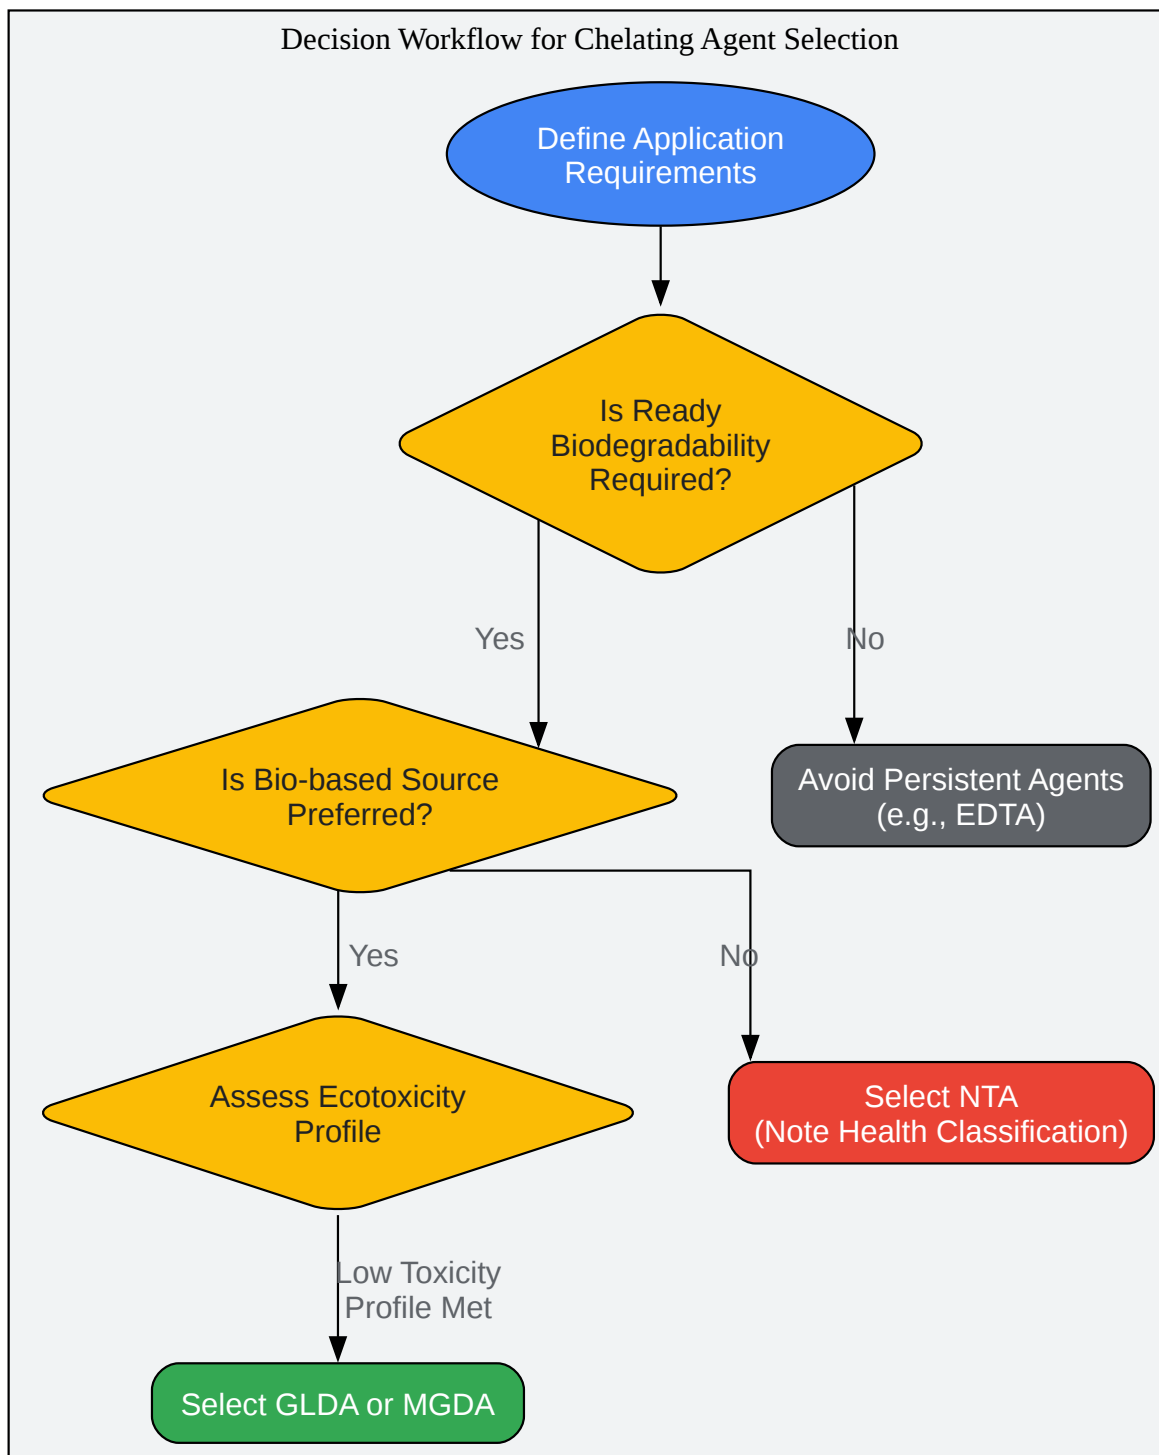 Decision Workflow for Chelating Agent Selection
Define Application
Requirements
Is Ready
Biodegradability
Required?
Yes
No
Is Bio-based Source
Preferred?
Avoid Persistent Agents
(e.g., EDTA)
Yes
No
Assess Ecotoxicity
Profile
Select NTA
(Note Health Classification)
Low Toxicity
Profile Met
Select GLDA or MGDA